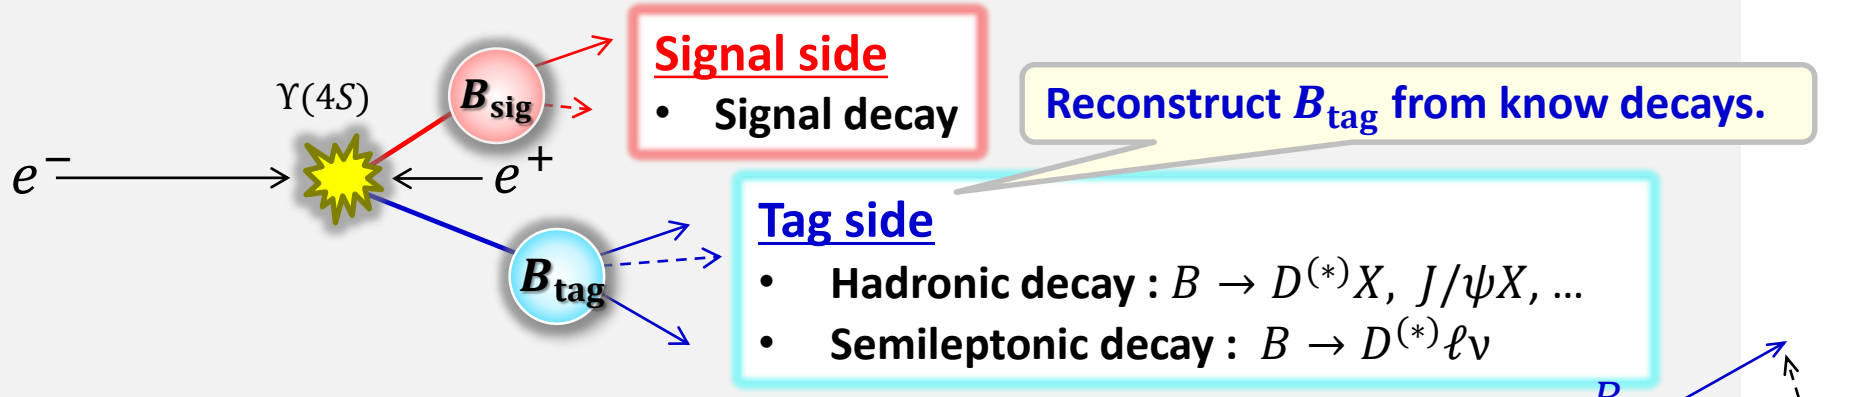 Υ(4S)
B_sig
e⁻
e⁺
B_tag
Signal side
• Signal decay
Reconstruct B_tag from know decays.
Tag side
• Hadronic decay : B → D^(*)X, J/ψX, ...
• Semileptonic decay : B → D^(*)ℓν
B